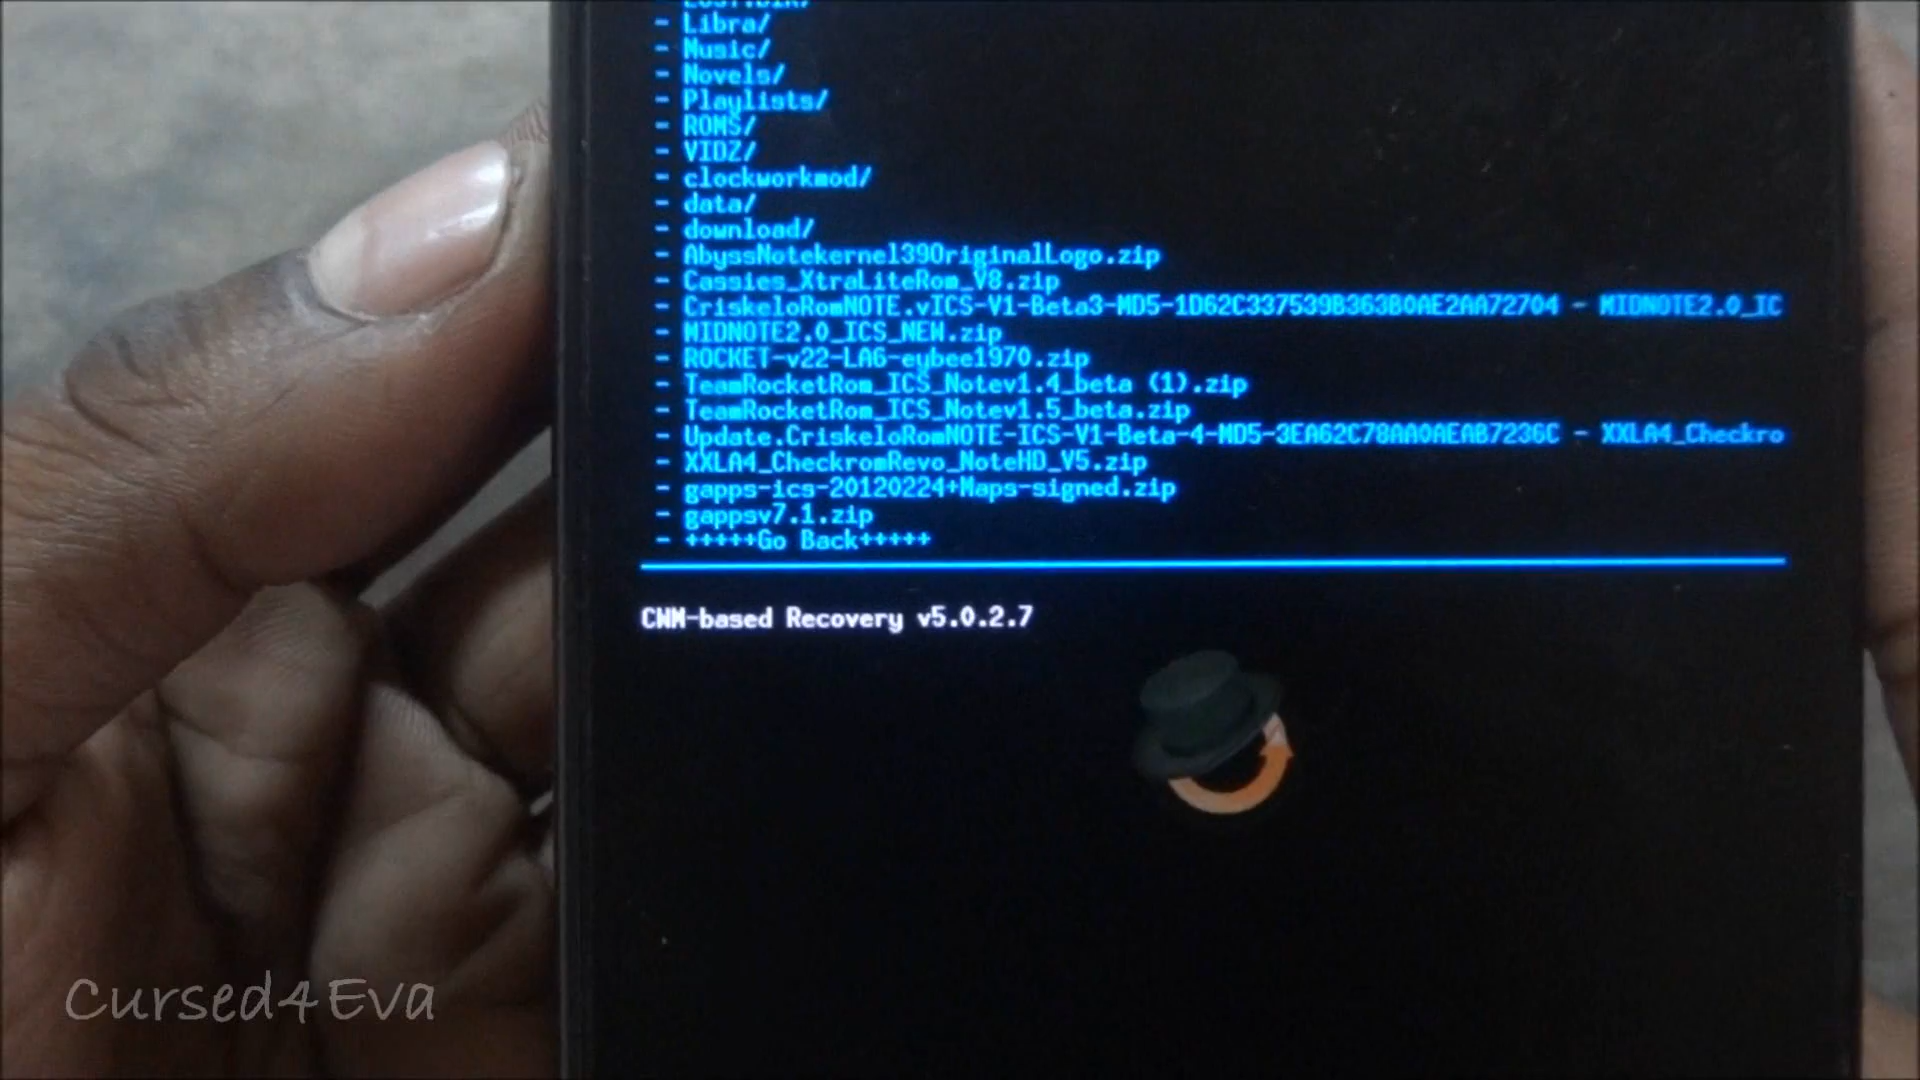 - LOST.DIR/
- Libra/
- Music/
- Novels/
- Playlists/
- ROMS/
- VIDZ/
- clockworkmod/
- data/
- download/
- AbyssNotekernel39OriginalLogo.zip
- Cassies_XtraLiteRom_V8.zip
- CriskeloRomNOTE.vICS-V1-Beta3-MD5-1D62C337539B363B0AE2AA72704 - MIDNOTE2.0_IC
- MIDNOTE2.0_ICS_NEW.zip
- ROCKET-v22-LA6-eybee1970.zip
- TeamRocketRom_ICS_Notev1.4_beta (1).zip
- TeamRocketRom_ICS_Notev1.5_beta.zip
- Update.CriskeloRomNOTE-ICS-V1-Beta-4-MD5-3EA62C78AA0AEAB7236C - XXLA4_Checkro
- XXLA4_CheckromRevo_NoteHD_V5.zip
- gapps-ics-20120224+Maps-signed.zip
- gappsv7.1.zip
- +++++Go Back+++++
CWM-based Recovery v5.0.2.7
Cursed4Eva